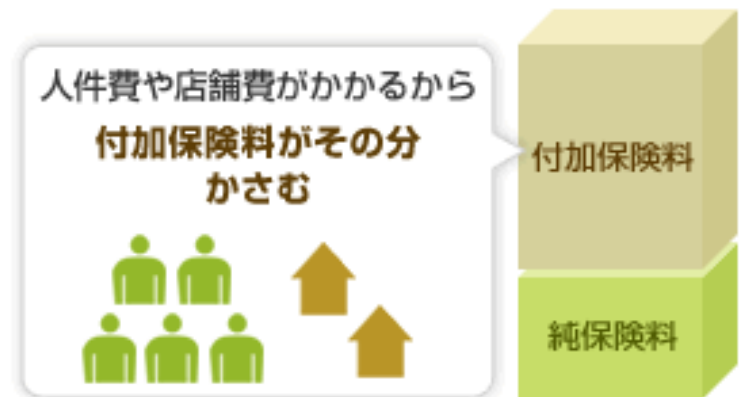 人件費や店舗費がかかるから
付加保険料がその分
かさむ
付加保険料
純保険料